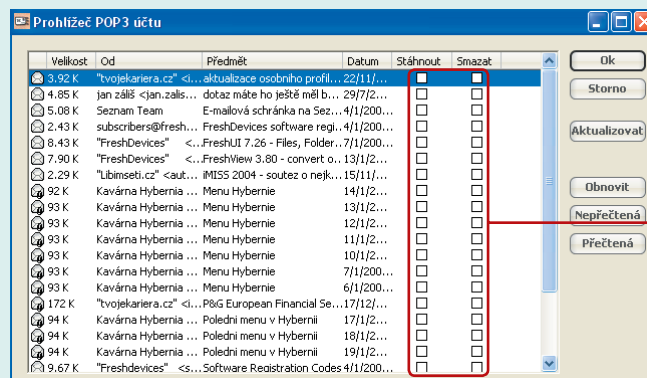 Prohlížeč POP3 účtu
Velikost Od Předmět Datum Stáhnout Smazat
3.92 K "tvojekariera.cz" <i... aktualizace osobního profil... 22/11/...
4.85 K jan záliš <jan.zalis... dotaz máte ho ještě měl b... 29/7/2...
5.08 K Seznam Team E-mailová schránka na Sez... 4/1/200...
2.43 K subscribers@fresh... FreshDevices software regi... 4/1/200...
8.43 K "FreshDevices" <... FreshUI 7.26 - Files, Folder... 7/1/200...
7.90 K "FreshDevices" <... FreshView 3.80 - convert o... 13/1/2...
2.29 K "Libimseti.cz" <aut... iMISS 2004 - soutez o nejk... 15/11/...
92 K Kavárna Hybernia ... Menu Hybernie 14/1/2...
93 K Kavárna Hybernia ... Menu Hybernie 13/1/2...
93 K Kavárna Hybernia ... Menu Hybernie 12/1/2...
93 K Kavárna Hybernia ... Menu Hybernie 11/1/2...
93 K Kavárna Hybernia ... Menu Hybernie 10/1/2...
93 K Kavárna Hybernia ... Menu Hybernie 7/1/200...
93 K Kavárna Hybernia ... Menu Hybernie 6/1/200...
172 K "tvojekariera.cz" <i... P&G European Financial Se... 17/12/...
94 K Kavárna Hybernia ... Poledni menu v Hybernii 17/1/2...
94 K Kavárna Hybernia ... Poledni menu v Hybernii 18/1/2...
94 K Kavárna Hybernia ... Poledni menu v Hybernii 19/1/2...
9.67 K "Freshdevices" <s... Software Registration Codes 4/1/200...
Ok
Storno
Aktualizovat
Obnovit
Nepřečtená
Přečtená